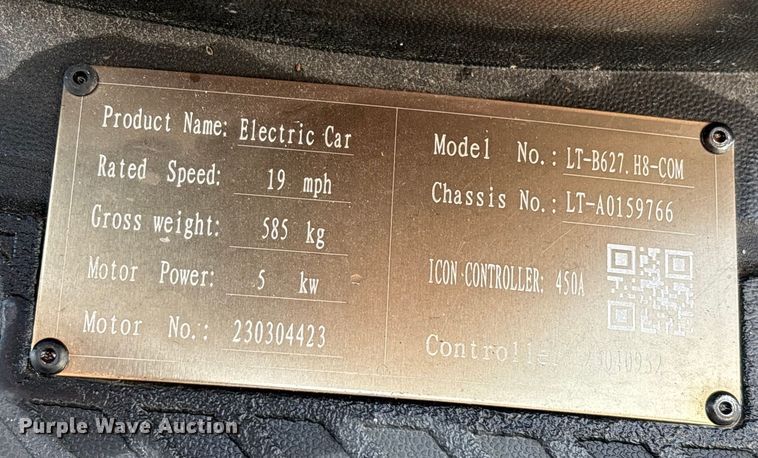 Product Name: Electric Car
Rated Speed: 19 mph
Gross weight: 585 kg
Motor Power: 5 kw
Motor No.: 230304423
Model No.: LT-B627.H8-COM
Chassis No.: LT-A0159766
ICON CONTROLLER: 450A
Purple Wave Auction